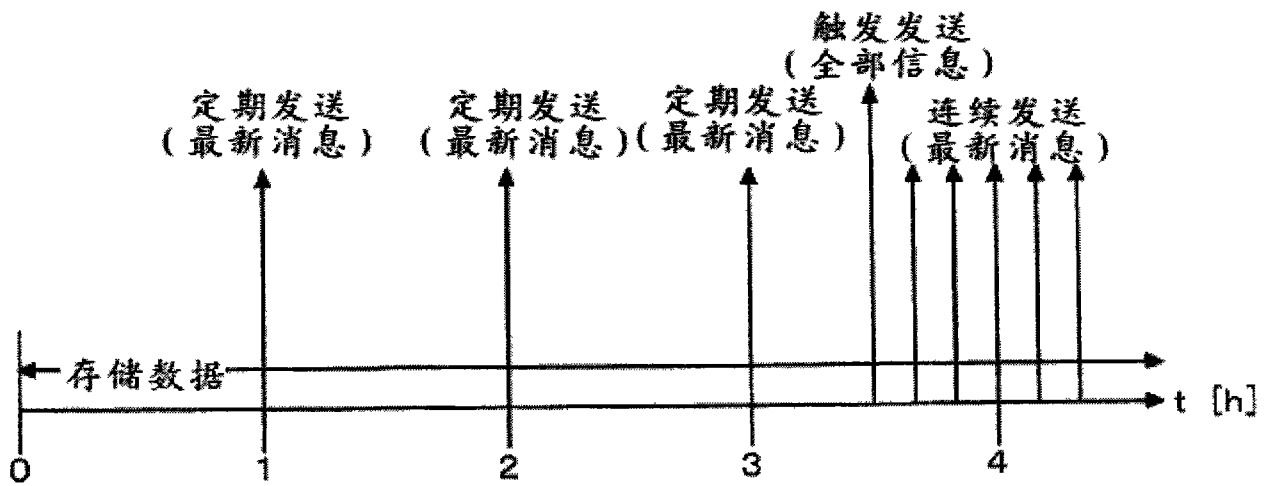 触发发送
(全部信息)
定期发送
(最新消息)
定期发送
(最新消息)
定期发送
(最新消息)
连续发送
(最新消息)
存储数据
t [h]
0
1
2
3
4